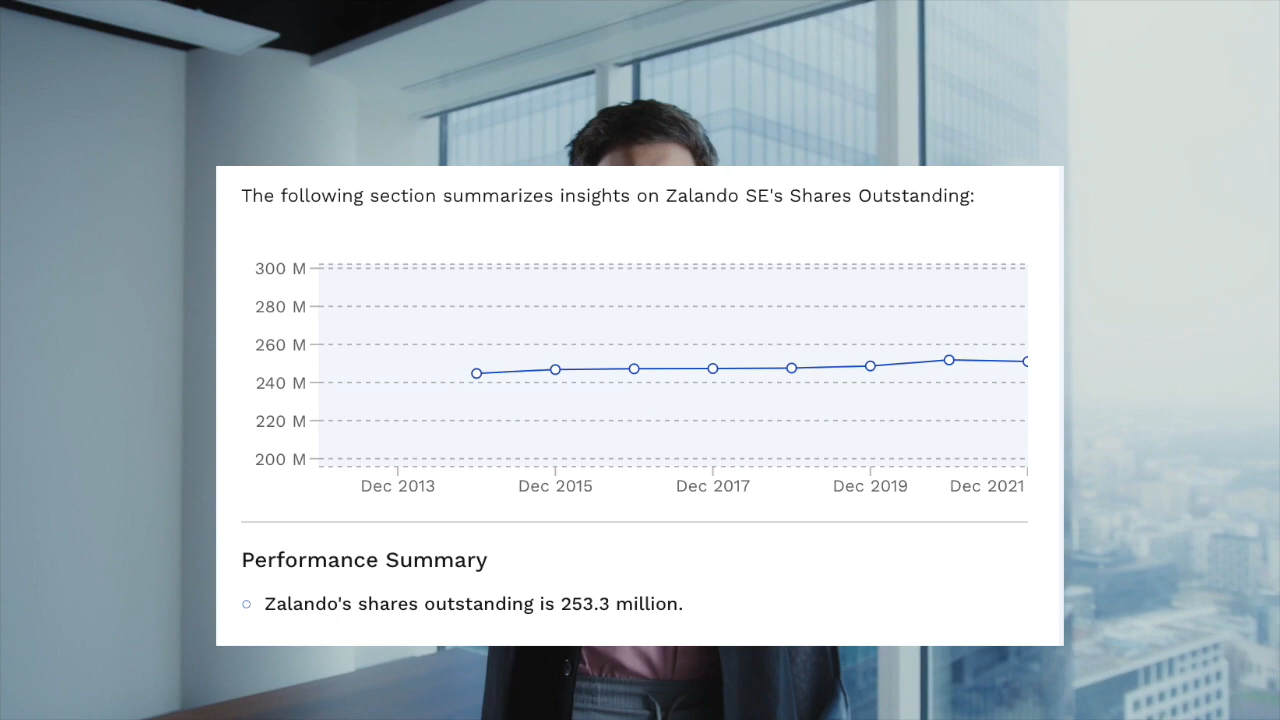 The following section summarizes insights on Zalando SE's Shares Outstanding:
300 M
280 M
260 M
240 M
220 M
200 M
Dec 2013
Dec 2015
Dec 2017
Dec 2019
Dec 2021
Performance Summary
Zalando's shares outstanding is 253.3 million.